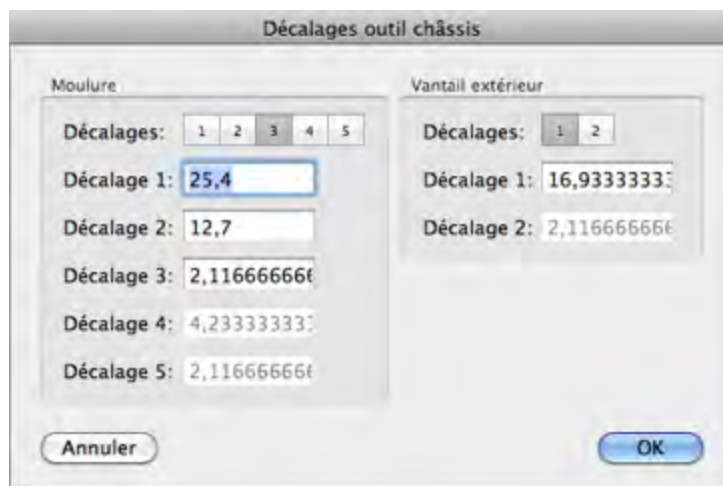 Décalages outil châssis
Moulure
Décalages: 1 2 3 4 5
Décalage 1: 25,4
Décalage 2: 12,7
Décalage 3: 2,116666666
Décalage 4: 4,233333333
Décalage 5: 2,116666666
Vantail extérieur
Décalages: 1 2
Décalage 1: 16,93333333
Décalage 2: 2,116666666
Annuler
OK